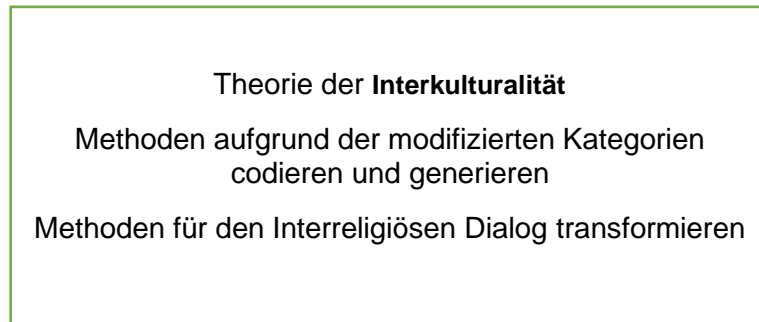 Theorie der Interkulturalität
Methoden aufgrund der modifizierten Kategorien
codieren und generieren
Methoden für den Interreligiösen Dialog transformieren